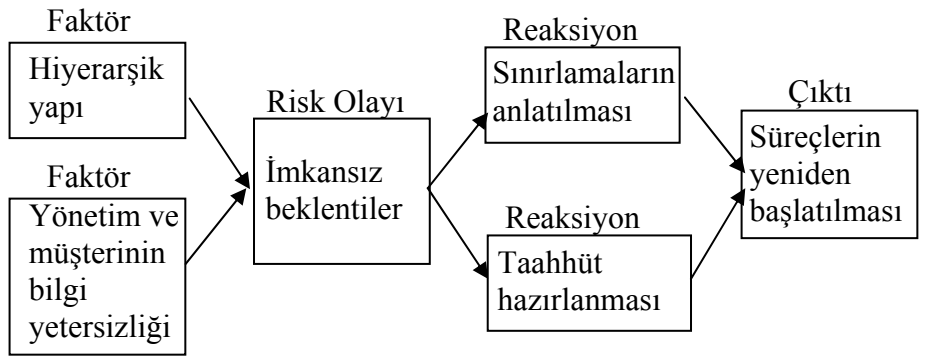 Faktör
Hiyerarşik
yapı
Faktör
Yönetim ve
müşterinin
bilgi
yetersizliği
Risk Olayı
İmkansız
beklentiler
Reaksiyon
Sınırlamaların
anlatılması
Reaksiyon
Taahhüt
hazırlanması
Çıktı
Süreçlerin
yeniden
başlatılması